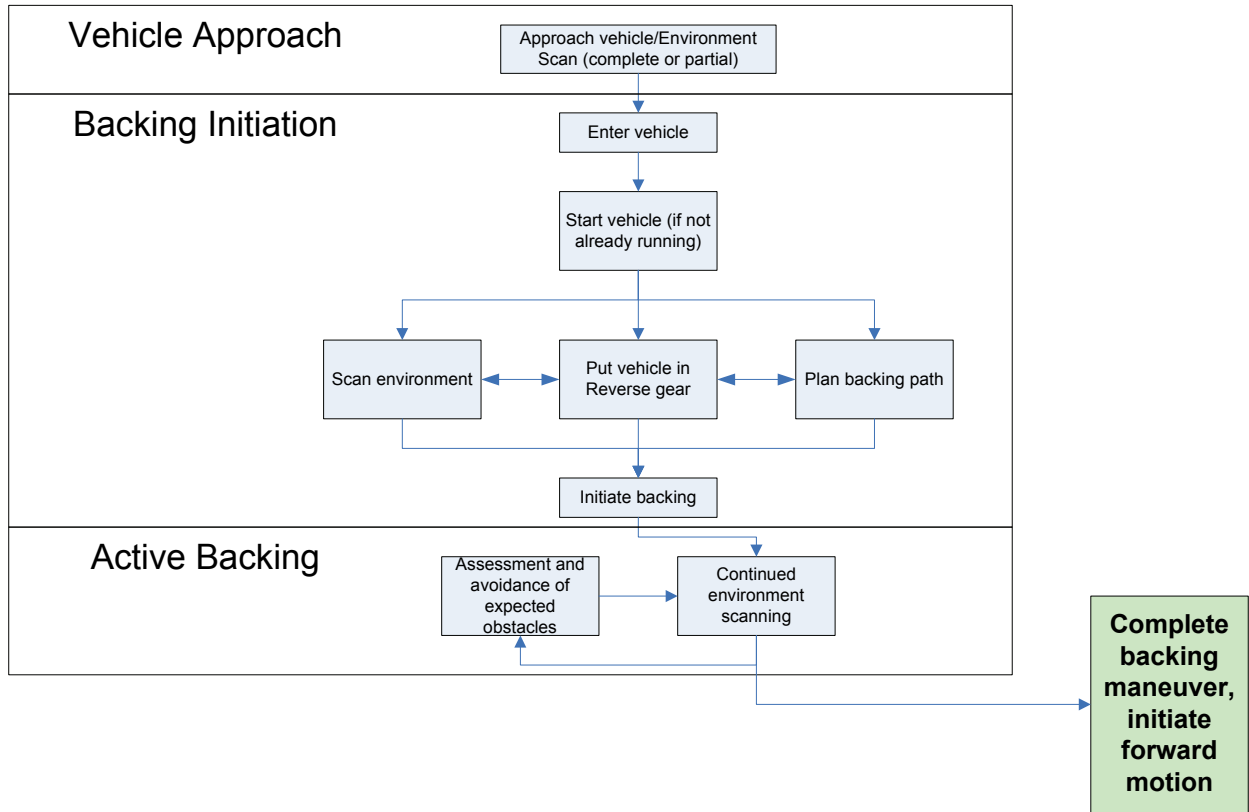 Vehicle Approach
Approach vehicle/Environment
Scan (complete or partial)
Backing Initiation
Enter vehicle
Start vehicle (if not
already running)
Scan environment
Put vehicle in
Reverse gear
Plan backing path
Initiate backing
Active Backing
Assessment and
avoidance of
expected
obstacles
Continued
environment
scanning
Complete
backing
maneuver,
initiate
forward
motion